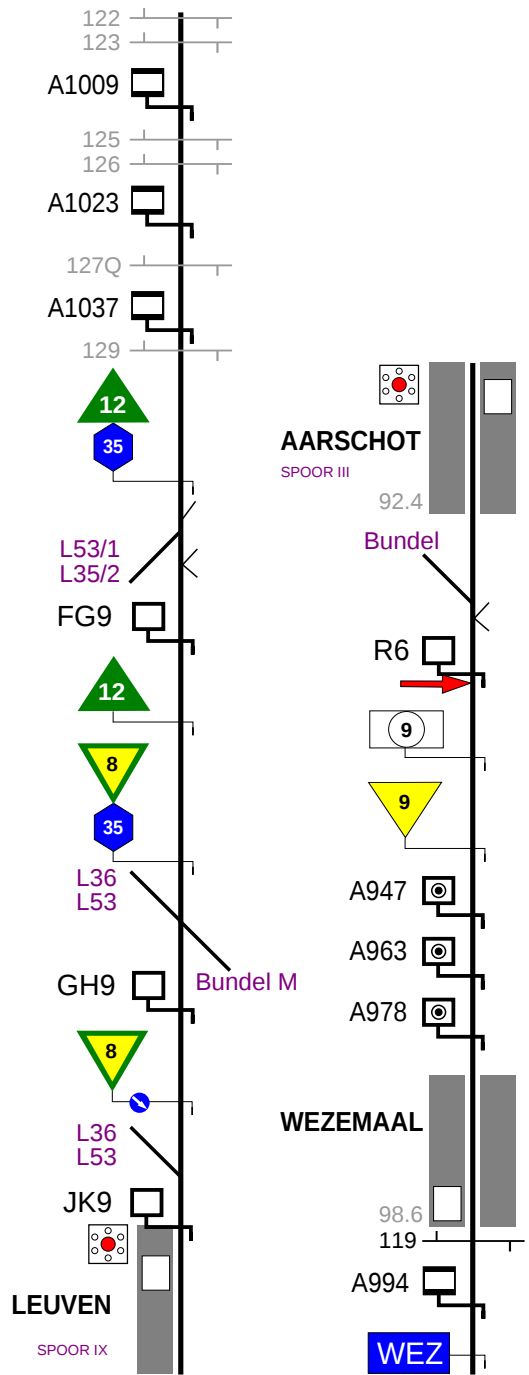 122
123
A1009
125
126
A1023
127Q
A1037
129
12
35
L53/1
L35/2
FG9
12
8
35
L36
L53
Bundel M
GH9
8
L36
L53
JK9
LEUVEN
SPOOR IX
AARSCHOT
SPOOR III
92.4
Bundel
R6
9
9
A947
A963
A978
WEZEMAAL
98.6
119
A994
WEZ